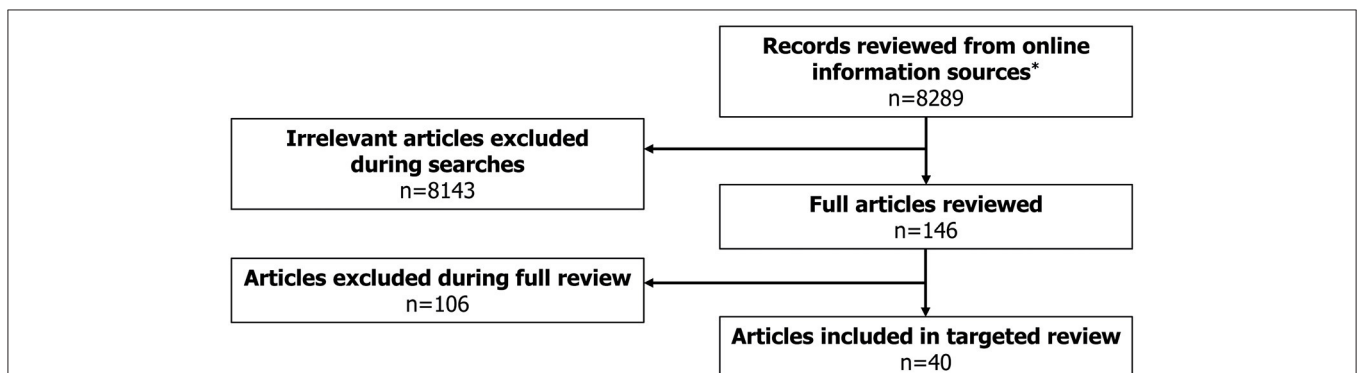 Records reviewed from online
information sources*
n=8289
Irrelevant articles excluded
during searches
n=8143
Full articles reviewed
n=146
Articles excluded during full review
n=106
Articles included in targeted review
n=40